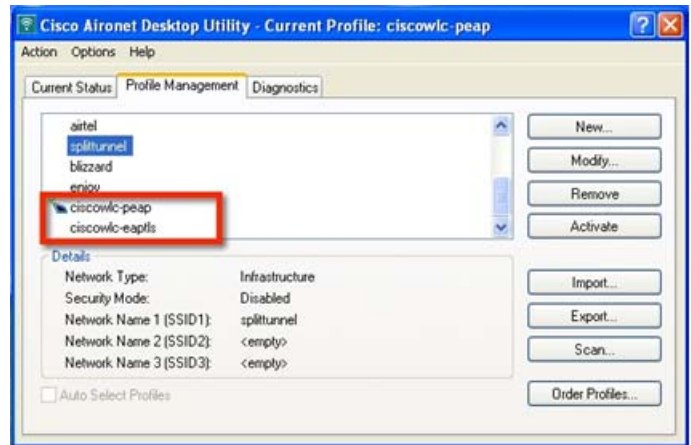 Cisco Aironet Desktop Utility - Current Profile: ciscowlc-peap
Action Options Help
Current Status Profile Management Diagnostics
airtel
splittunnel
blizzard
enjoy
ciscowlc-peap
ciscowlc-eaptls
New...
Modify...
Remove
Activate
Details
Network Type: Infrastructure
Security Mode: Disabled
Network Name 1 (SSID1): splittunnel
Network Name 2 (SSID2): <empty>
Network Name 3 (SSID3): <empty>
Auto Select Profiles
Import...
Export...
Scan...
Order Profiles...